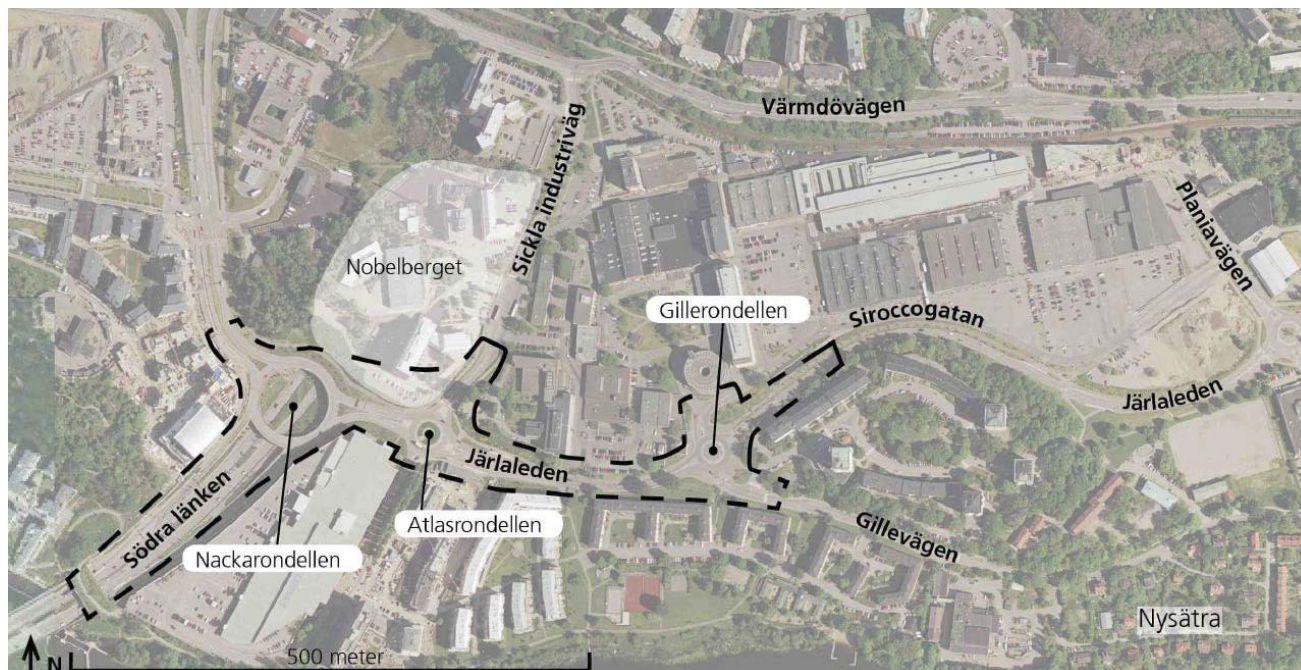 Värmdövägen
Sickla industriväg
Planiavägen
Nobelberget
Gillerondellen
Siroccogatan
Järlaleden
Järlaleden
Södra länken
Atlasrondellen
Nackarondellen
Gillevägen
Nysätra
N
500 meter